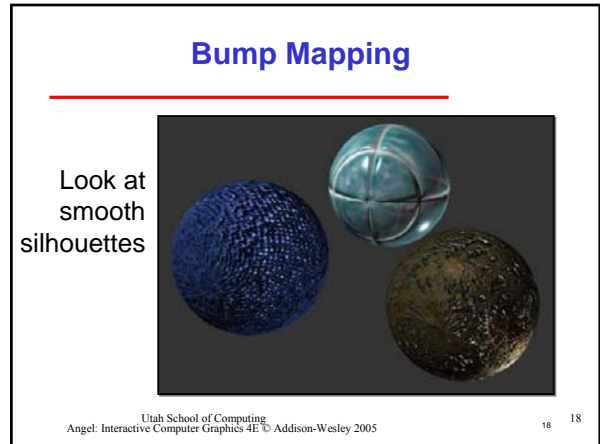 Bump Mapping
Look at
smooth
silhouettes
Utah School of Computing
Angel: Interactive Computer Graphics 4E © Addison-Wesley 2005
18
18